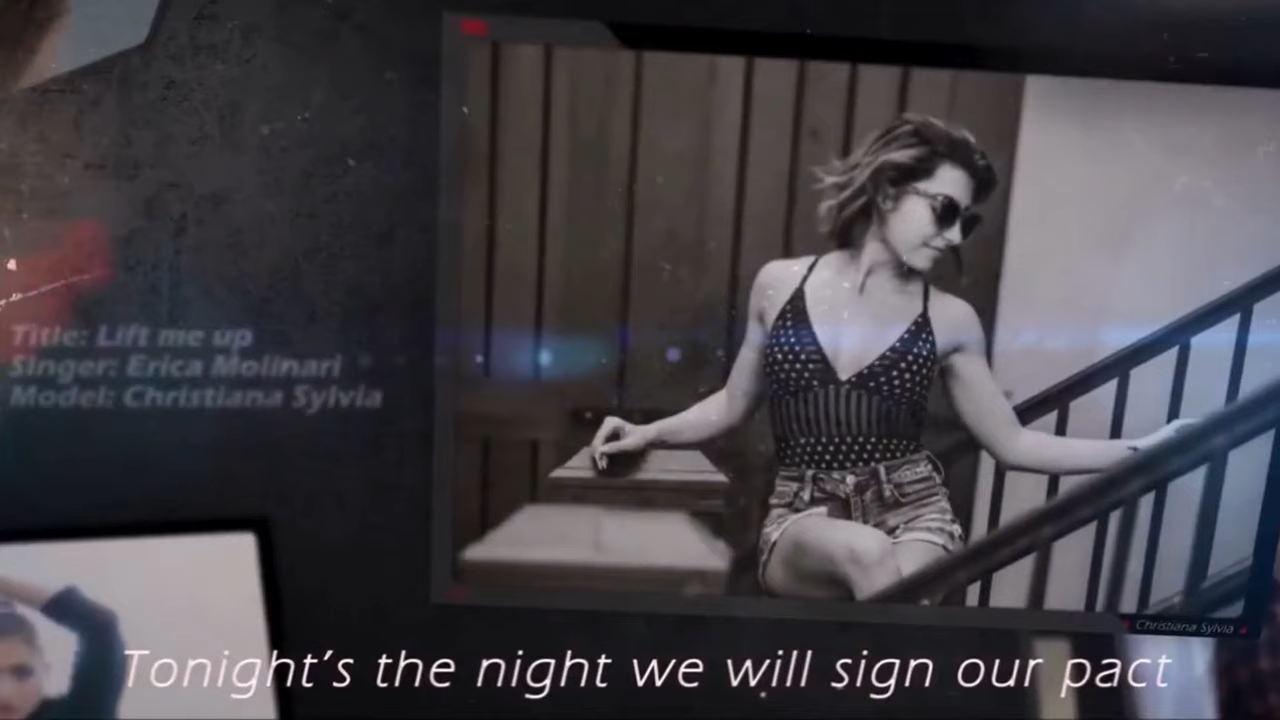 Title: Lift me up
Singer: Erica Molinari
Model: Christiana Sylvia
Christiana Sylvia
Tonight's the night we will sign our pact